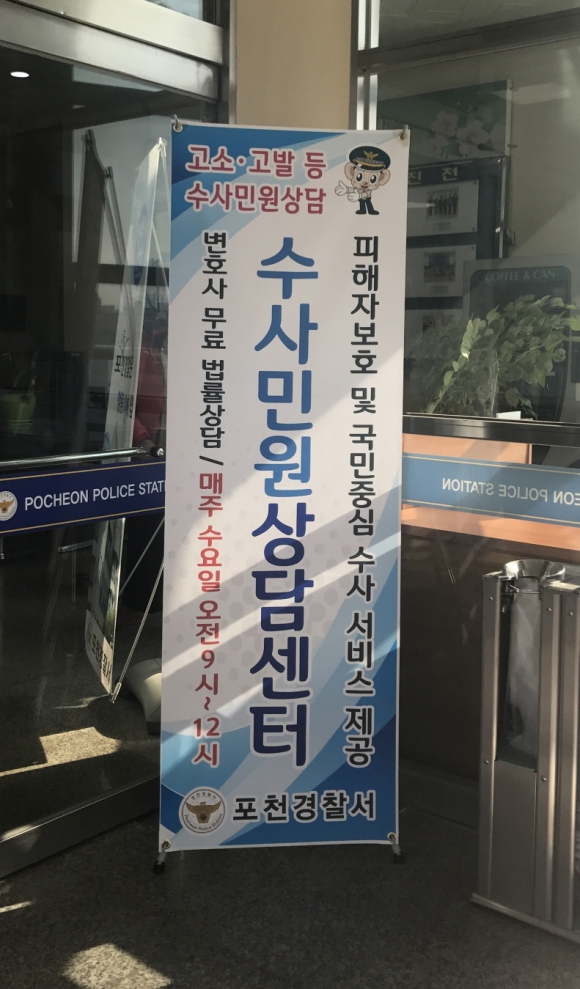 고소·고발 등
수사민원상담
피해자보호 및 국민중심 수사 서비스 제공
수사민원상담센터
변호사 무료 법률상담 / 매주 수요일 오전9시~12시
포천경찰서
POCHEON POLICE STATI
EON POLICE STATION
COFFEE & CAN